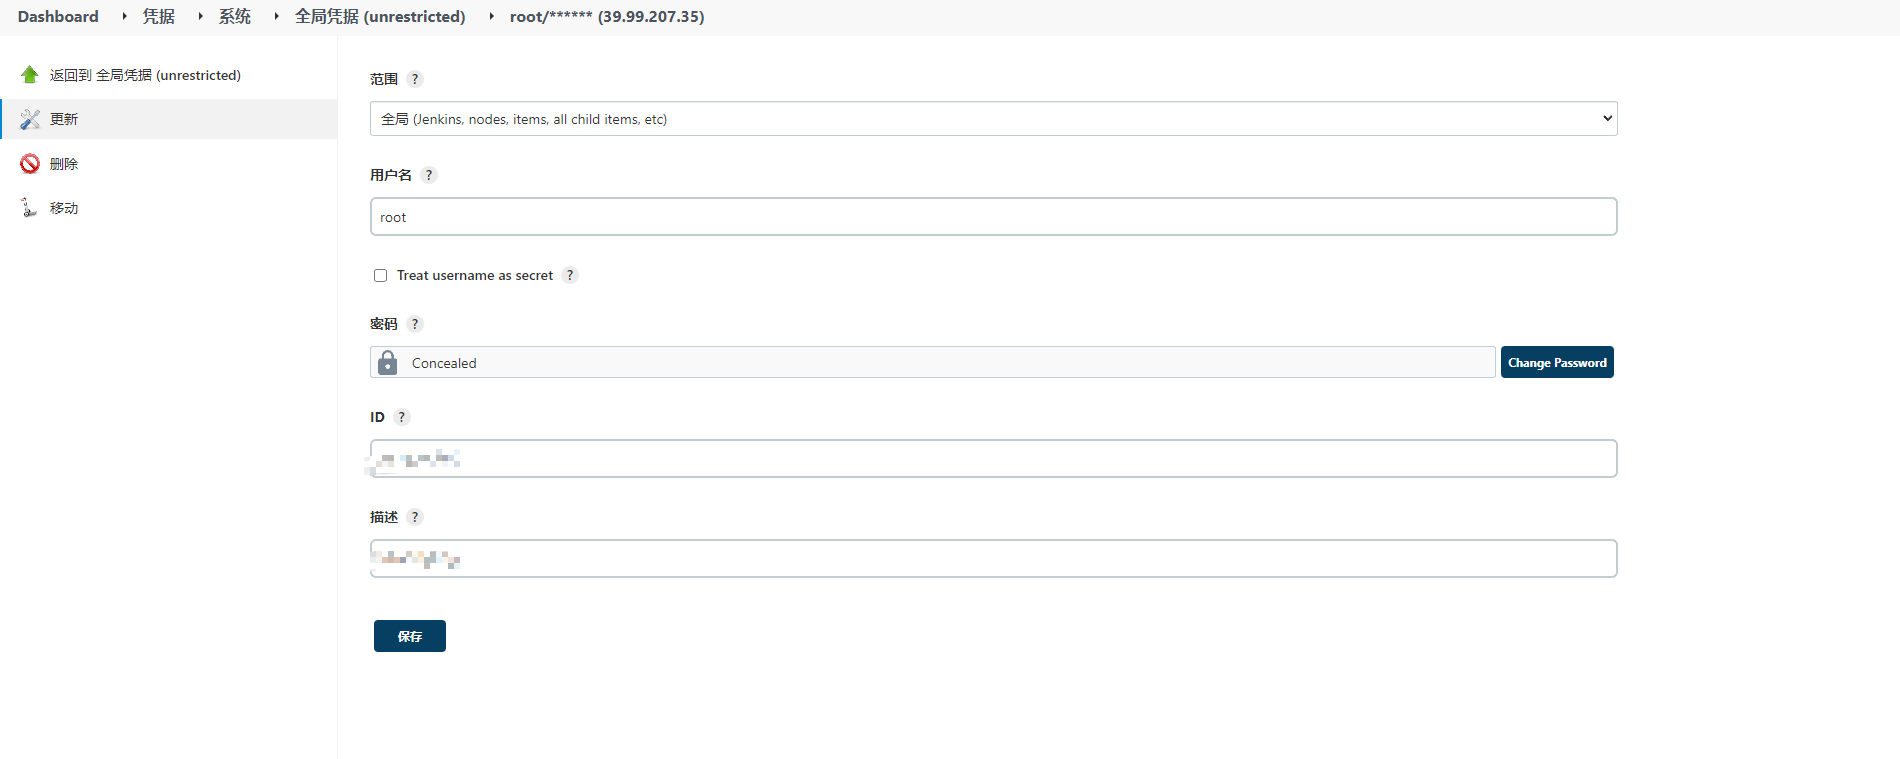 Dashboard 凭据 系统 全局凭据 (unrestricted) root/****** (39.99.207.35)
返回到 全局凭据 (unrestricted)
更新
删除
移动
范围 ?
全局 (Jenkins, nodes, items, all child items, etc)
用户名 ?
root
Treat username as secret ?
密码 ?
Concealed
Change Password
ID ?
描述 ?
保存